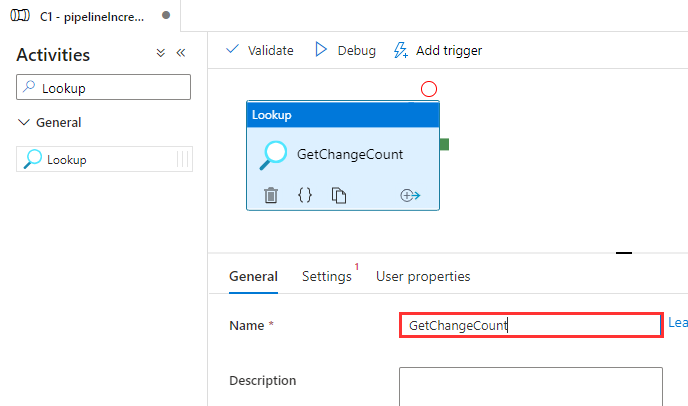 C1 - pipelineIncre...
Activities
Validate
Debug
Add trigger
Lookup
General
Lookup
Lookup
GetChangeCount
{}
General
Settings 1
User properties
Name *
GetChangeCount
Lea
Description